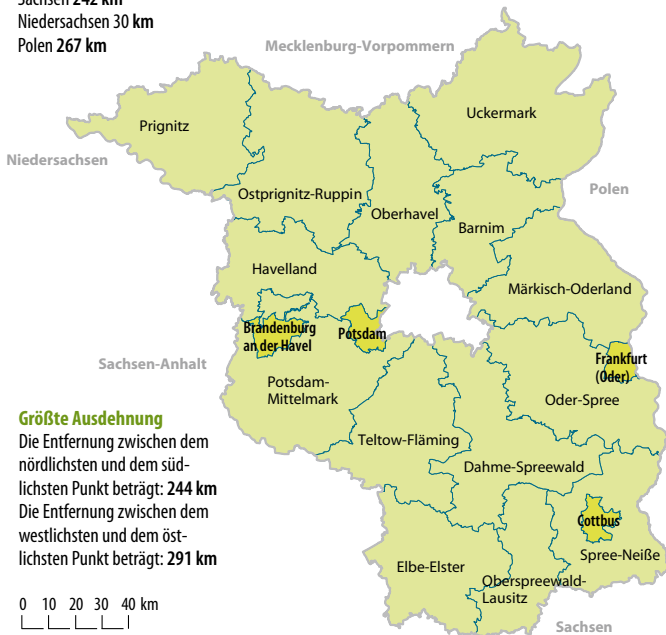 Sachsen 242 km
Niedersachsen 30 km
Polen 267 km
Mecklenburg-Vorpommern
Uckermark
Prignitz
Niedersachsen
Polen
Ostprignitz-Ruppin
Oberhavel
Barnim
Havelland
Märkisch-Oderland
Brandenburg
an der Havel
Potsdam
Sachsen-Anhalt
Frankfurt
(Oder)
Potsdam-
Mittelmark
Oder-Spree
Größte Ausdehnung
Die Entfernung zwischen dem
nördlichsten und dem süd-
lichsten Punkt beträgt: 244 km
Die Entfernung zwischen dem
westlichsten und dem öst-
lichsten Punkt beträgt: 291 km
Teltow-Fläming
Dahme-Spreewald
Cottbus
Spree-Neiße
Elbe-Elster
Oberspreewald-
Lausitz
0 10 20 30 40 km
Sachsen